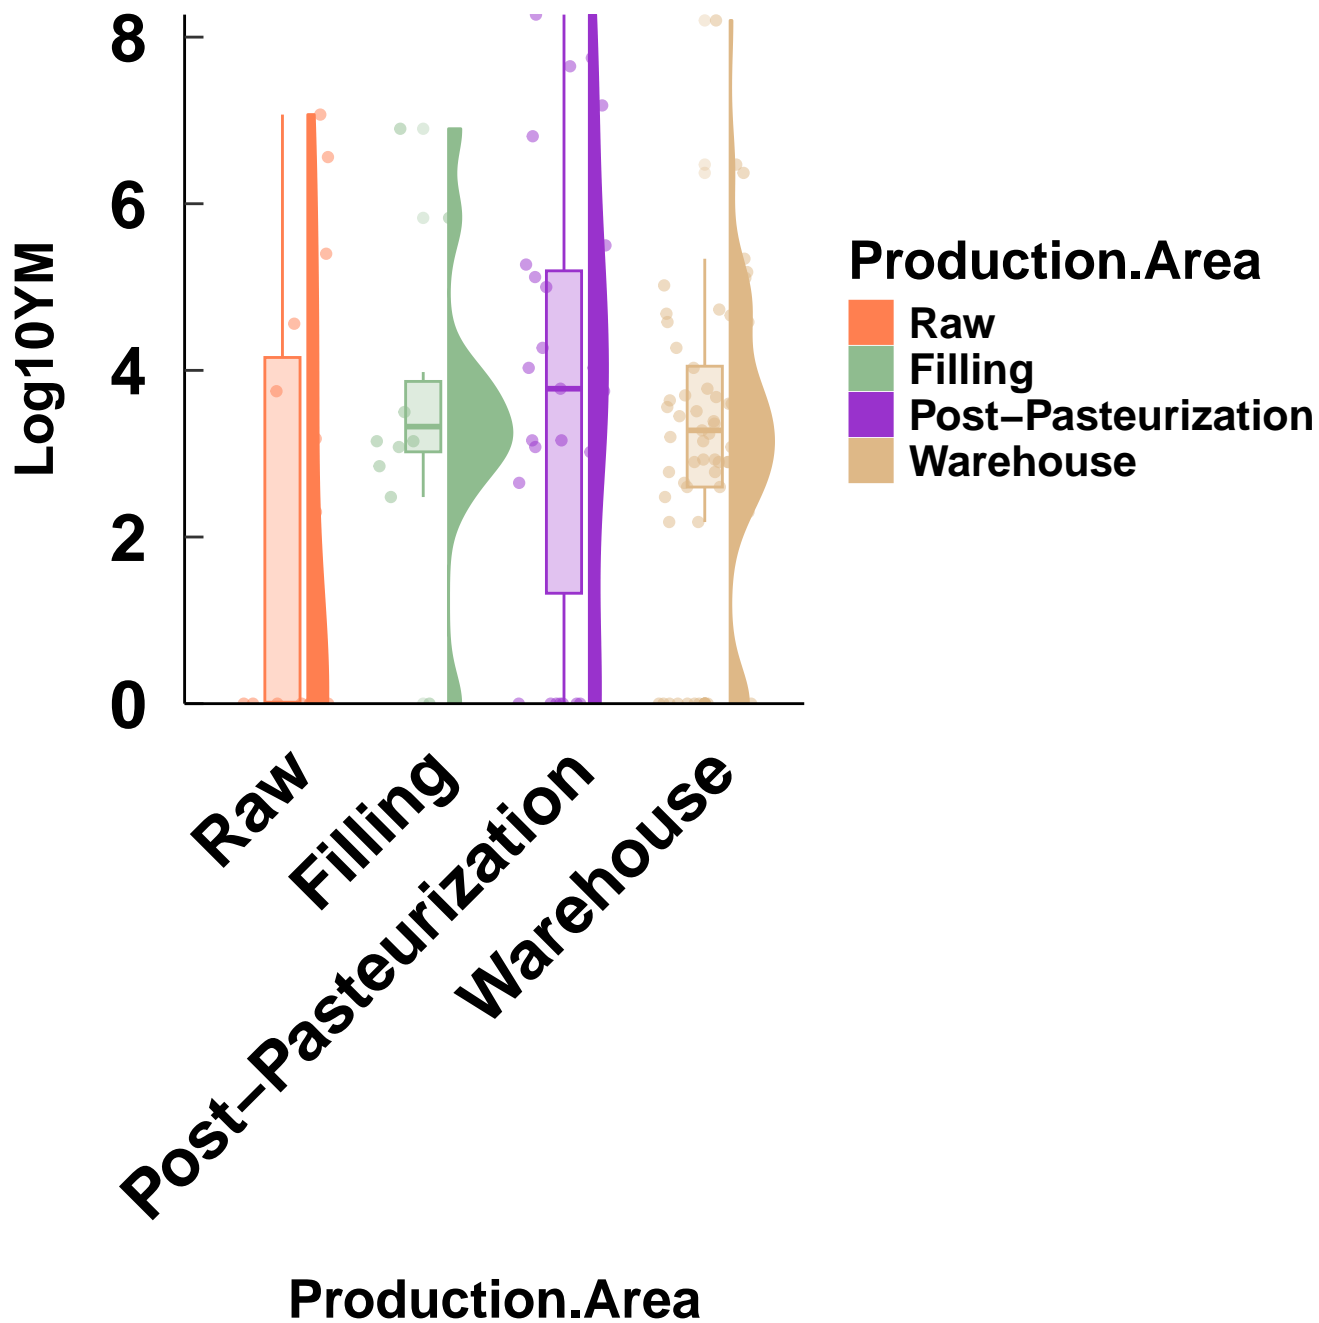 Log10YM
8
6
4
2
0
Raw
Filling
Post−Pasteurization
Warehouse
Production.Area
Production.Area
Raw
Filling
Post−Pasteurization
Warehouse